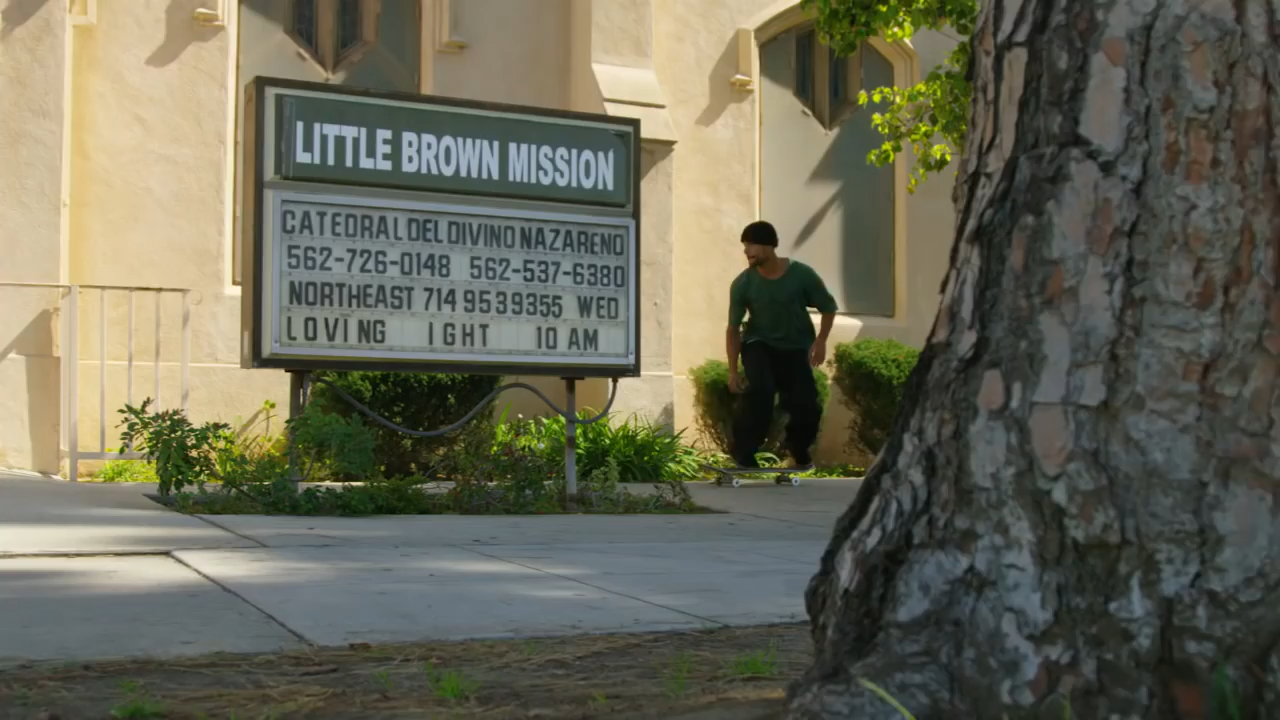 LITTLE BROWN MISSION
CATEDRAL DEL DIVINO NAZARENO
562-726-0148 562-537-6380
NORTHEAST 714 9539355 WED
LOVING IGHT 10 AM